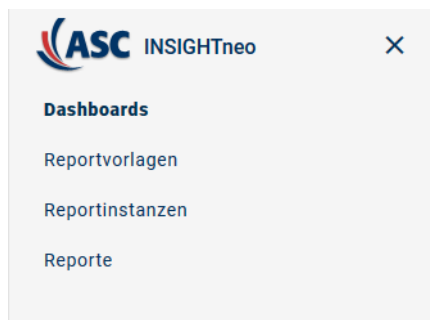 ASC INSIGHTneo
Dashboards
Reportvorlagen
Reportinstanzen
Reporte